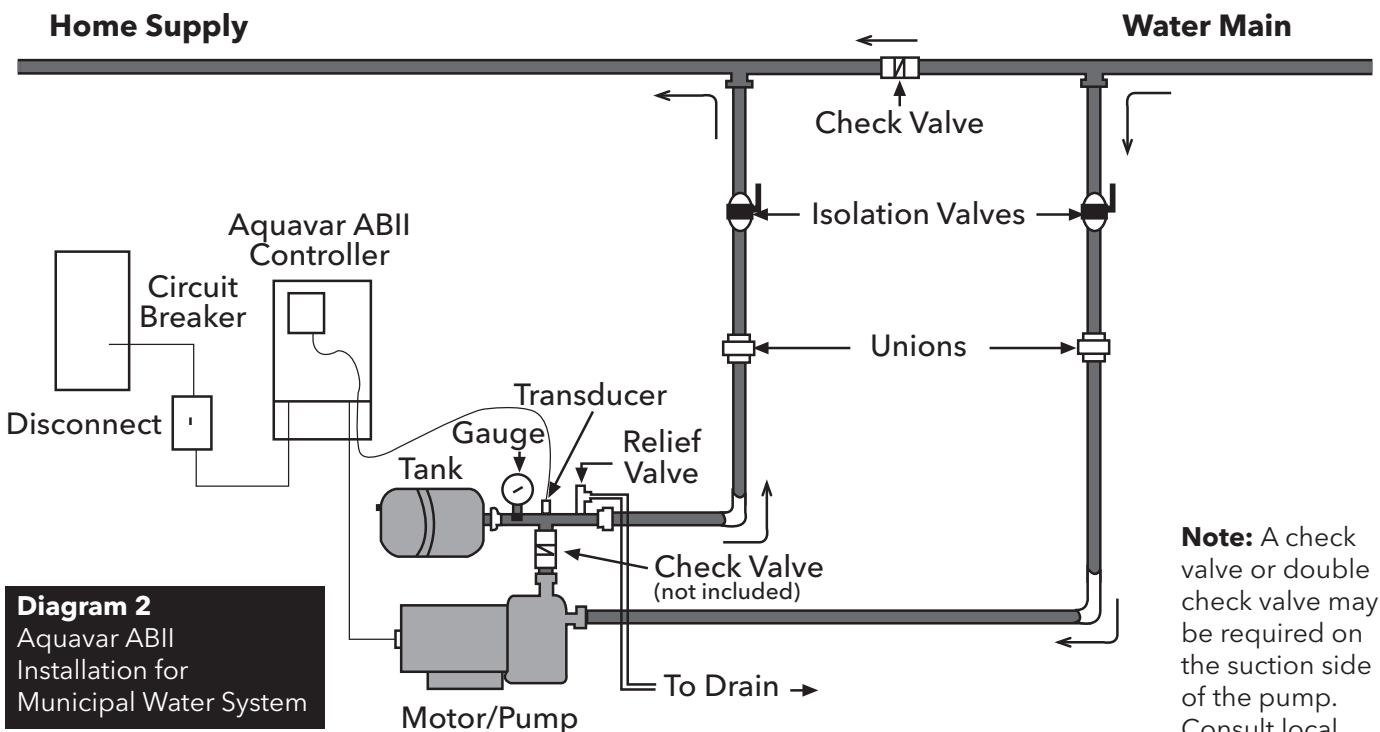 Home Supply
Water Main
Check Valve
Isolation Valves
Aquavar ABII
Controller
Circuit
Breaker
Unions
Disconnect
Transducer
Gauge
Relief
Valve
Tank
Check Valve
(not included)
To Drain
Motor/Pump
Diagram 2
Aquavar ABII
Installation for
Municipal Water System
Note: A check
valve or double
check valve may
be required on
the suction side
of the pump.
Consult local